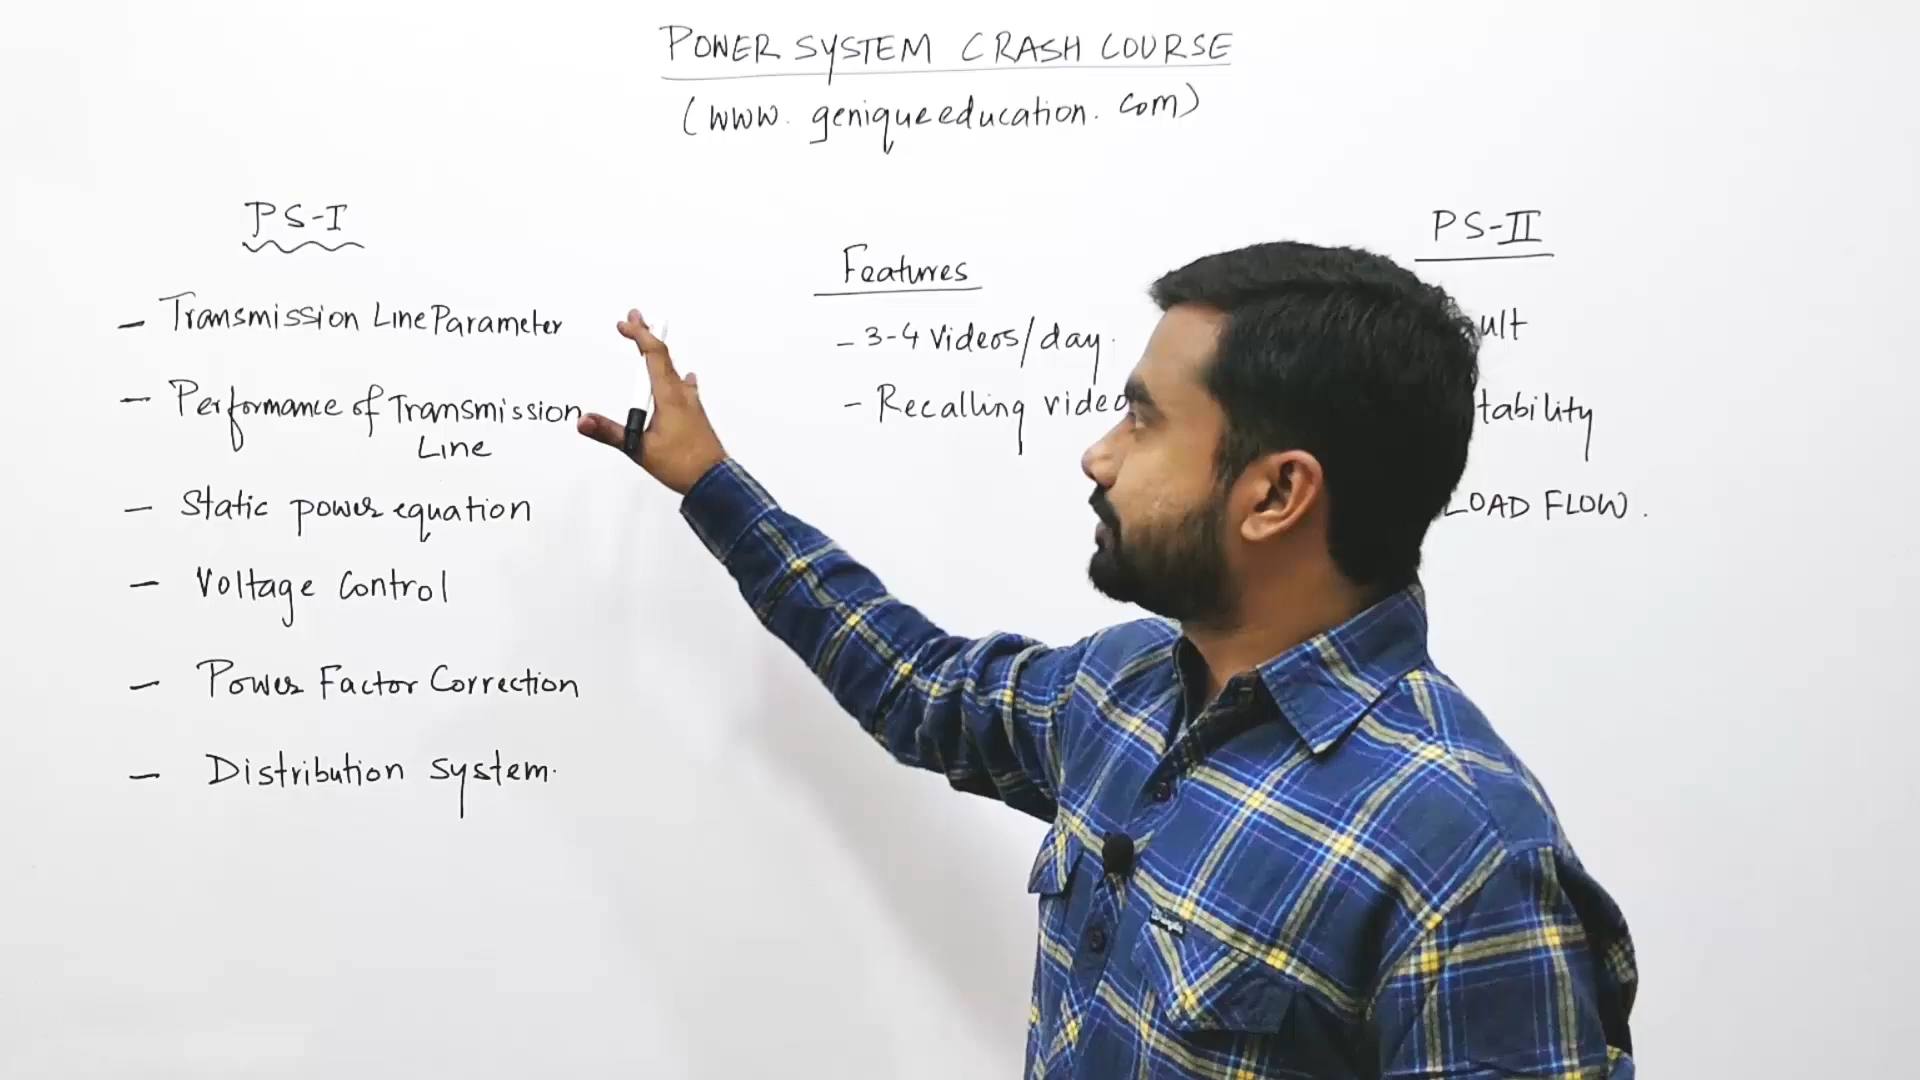 POWER SYSTEM CRASH COURSE
(www.geniqueeducation.com)
PS-I
- Transmission Line Parameter
- Performance of Transmission
Line
- Static power equation
- Voltage Control
- Power Factor Correction
- Distribution system.
Features
- 3-4 Videos/day.
- Recalling video
PS-II
ult
tability
LOAD FLOW.